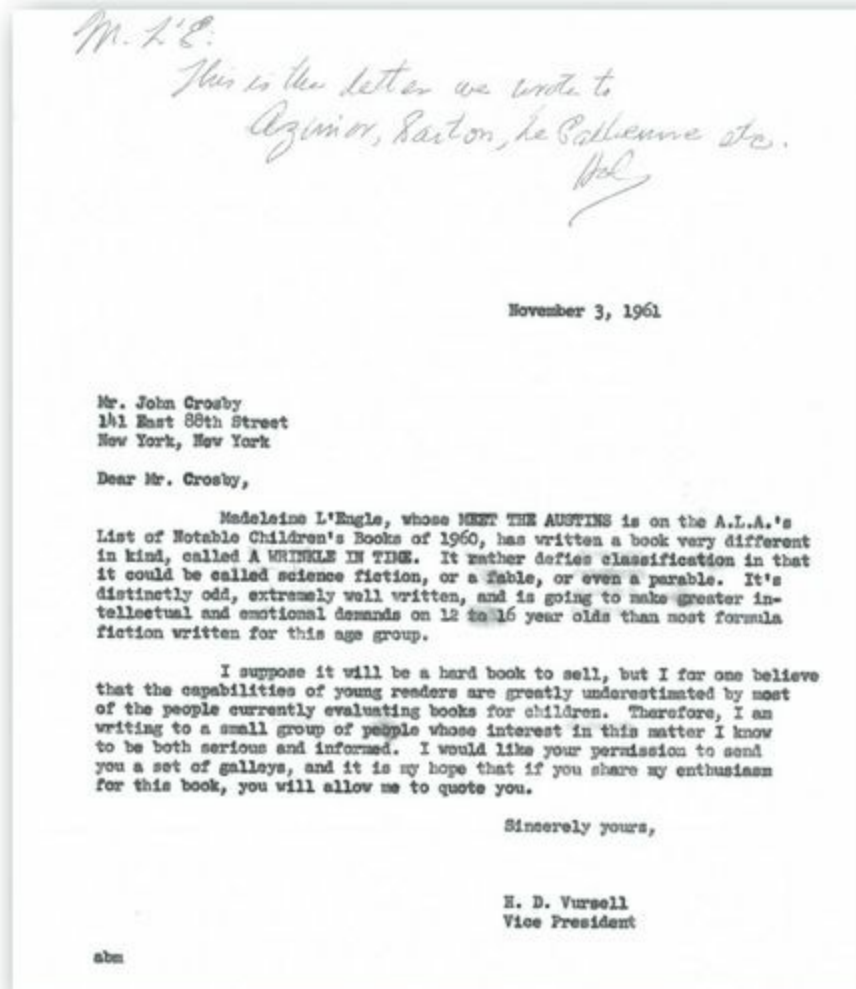 M. L'E:
This is the letter we wrote to
Azimov, Barton, Le Gallienne etc.
Hal
November 3, 1961
Mr. John Crosby
141 East 88th Street
New York, New York
Dear Mr. Crosby,
Madeleine L'Engle, whose MEET THE AUSTINS is on the A.L.A.'s
List of Notable Children's Books of 1960, has written a book very different
in kind, called A WRINKLE IN TIME. It rather defies classification in that
it could be called science fiction, or a fable, or even a parable. It's
distinctly odd, extremely well written, and is going to make greater in-
tellectual and emotional demands on 12 to 16 year olds than most formula
fiction written for this age group.
I suppose it will be a hard book to sell, but I for one believe
that the capabilities of young readers are greatly underestimated by most
of the people currently evaluating books for children. Therefore, I am
writing to a small group of people whose interest in this matter I know
to be both serious and informed. I would like your permission to send
you a set of galleys, and it is my hope that if you share my enthusiasm
for this book, you will allow me to quote you.
Sincerely yours,
H. D. Vursell
Vice President
abm